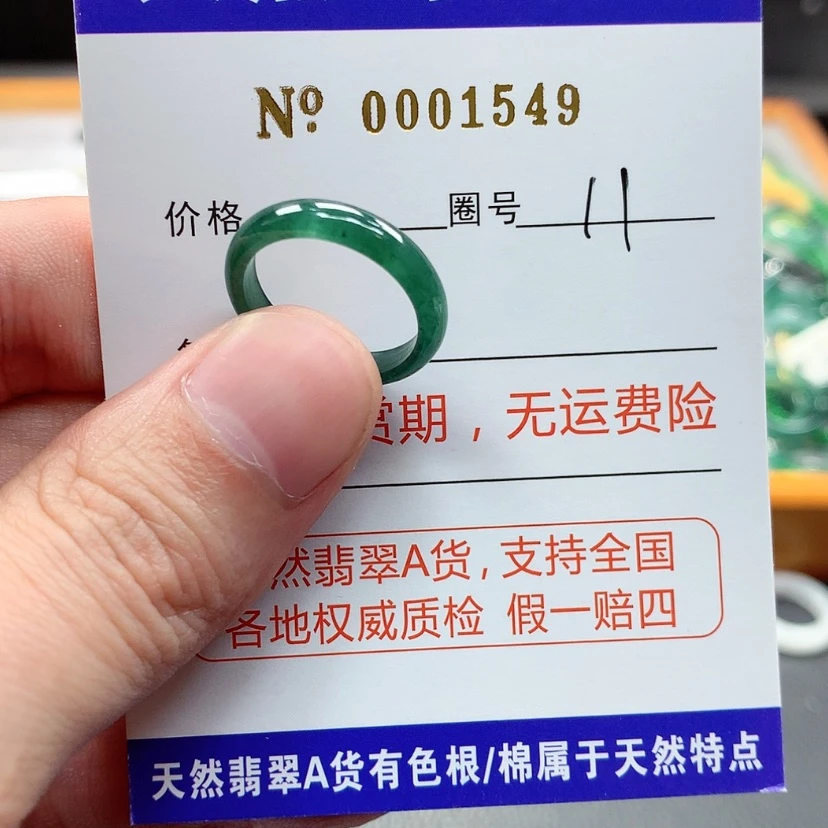 Nº 0001549
价格 圈号 11
赏期，无运费险
然翡翠A货，支持全国
各地权威质检 假一赔四
天然翡翠A货有色根/棉属于天然特点